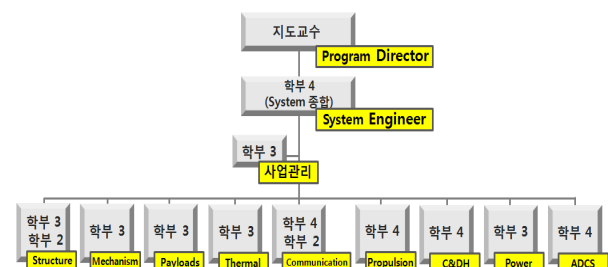 지도교수
Program Director
학부 4
(System 종합)
System Engineer
학부 3
사업관리
학부 3
학부 2
Structure
학부 3
Mechanism
학부 3
Payloads
학부 3
Thermal
학부 4
학부 2
Communication
학부 4
Propulsion
학부 4
C&DH
학부 3
Power
학부 4
ADCS